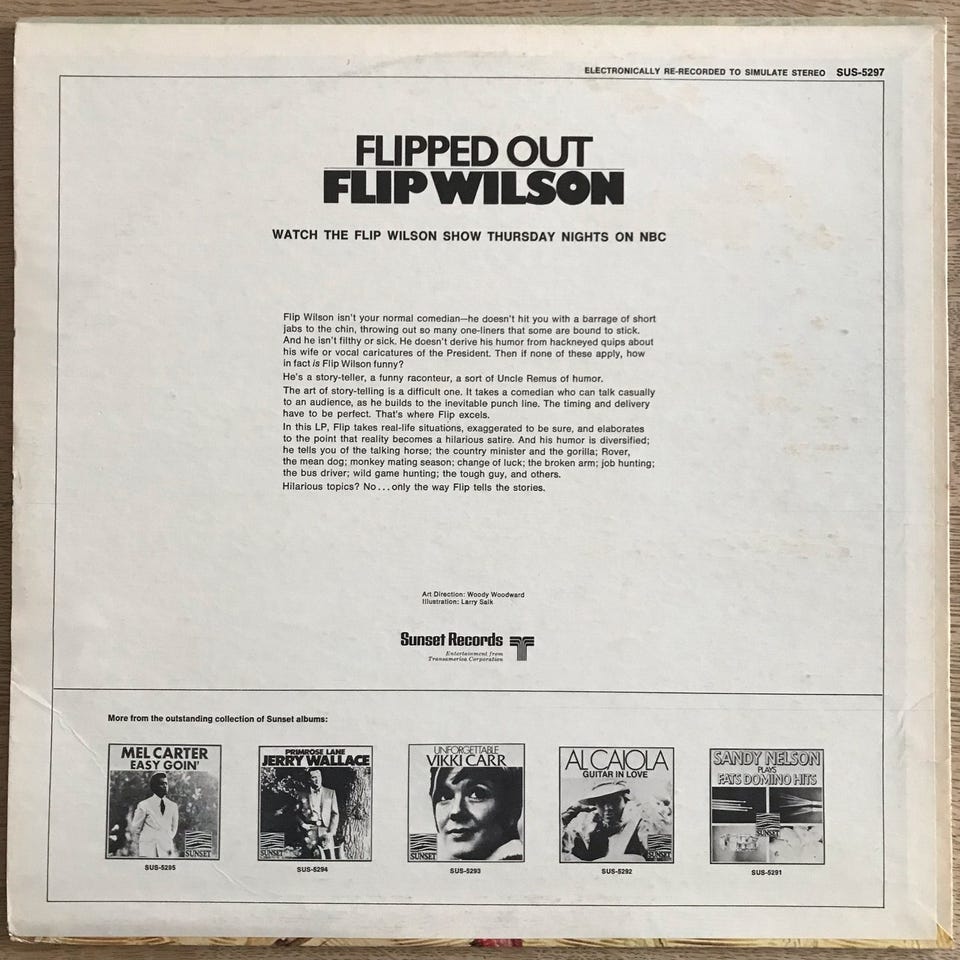 ELECTRONICALLY RE-RECORDED TO SIMULATE STEREO SUS-5297
FLIPPED OUT
FLIP WILSON
WATCH THE FLIP WILSON SHOW THURSDAY NIGHTS ON NBC
Flip Wilson isn't your normal comedian—he doesn't hit you with a barrage of short
jabs to the chin, throwing out so many one-liners that some are bound to stick.
And he isn't filthy or sick. He doesn't derive his humor from hackneyed quips about
his wife or vocal caricatures of the President. Then if none of these apply, how
in fact is Flip Wilson funny?
He's a story-teller, a funny raconteur, a sort of Uncle Remus of humor.
The art of story-telling is a difficult one. It takes a comedian who can talk casually
to an audience, as he builds to the inevitable punch line. The timing and delivery
have to be perfect. That's where Flip excels.
In this LP, Flip takes real-life situations, exaggerated to be sure, and elaborates
to the point that reality becomes a hilarious satire. And his humor is diversified;
he tells you of the talking horse; the country minister and the gorilla; Rover,
the mean dog; monkey mating season; change of luck; the broken arm; job hunting;
the bus driver; wild game hunting; the tough guy, and others.
Hilarious topics? No...only the way Flip tells the stories.
Art Direction: Woody Woodward
Illustration: Larry Salk
Sunset Records
Entertainment from
Transamerica Corporation
More from the outstanding collection of Sunset albums:
MEL CARTER
EASY GOIN'
SUNSET
SUS-5295
PRIMROSE LANE
JERRY WALLACE
SUNSET
SUS-5294
UNFORGETTABLE
VIKKI CARR
SUNSET
SUS-5293
AL CAIOLA
GUITAR IN LOVE
SUNSET
SUS-5292
SANDY NELSON
PLAYS
FATS DOMINO HITS
SUNSET
SUS-5291